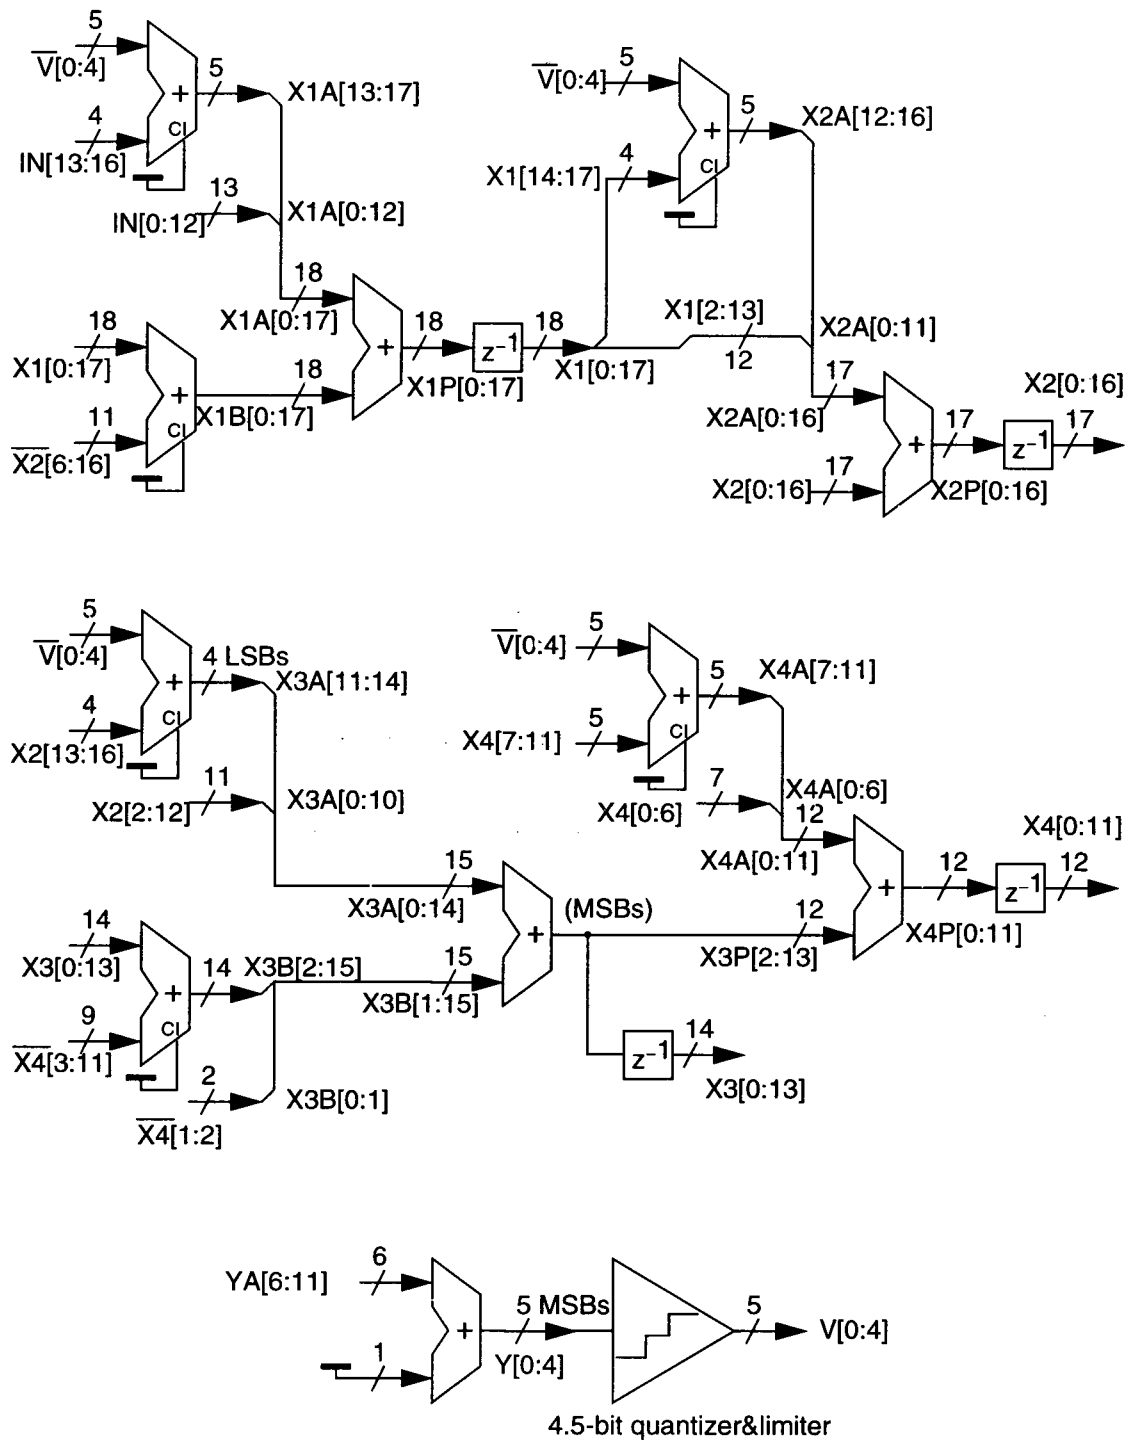 5
V̅[0:4]
4
IN[13:16]
+
CI
5
X1A[13:17]
13
IN[0:12]
X1A[0:12]
18
X1A[0:17]
18
X1[0:17]
11
X̅2̅[6:16]
+
CI
18
X1B[0:17]
+
18
X1P[0:17]
z⁻¹
18
X1[0:17]
5
V̅[0:4]
4
X1[14:17]
+
CI
5
X2A[12:16]
X1[2:13]
12
X2A[0:11]
17
X2A[0:16]
17
X2[0:16]
+
17
X2P[0:16]
z⁻¹
X2[0:16]
17
5
V̅[0:4]
4
X2[13:16]
+
CI
4 LSBs
X3A[11:14]
11
X2[2:12]
X3A[0:10]
15
X3A[0:14]
14
X3[0:13]
9
X̅4̅[3:11]
+
CI
14
X3B[2:15]
15
X3B[1:15]
2
X̅4̅[1:2]
X3B[0:1]
+
(MSBs)
12
X3P[2:13]
z⁻¹
14
X3[0:13]
5
V̅[0:4]
5
X4[7:11]
+
CI
5
X4A[7:11]
7
X4[0:6]
X4A[0:6]
12
X4A[0:11]
+
12
X4P[0:11]
z⁻¹
X4[0:11]
12
6
YA[6:11]
1
+
5 MSBs
Y[0:4]
5
V[0:4]
4.5-bit quantizer&limiter